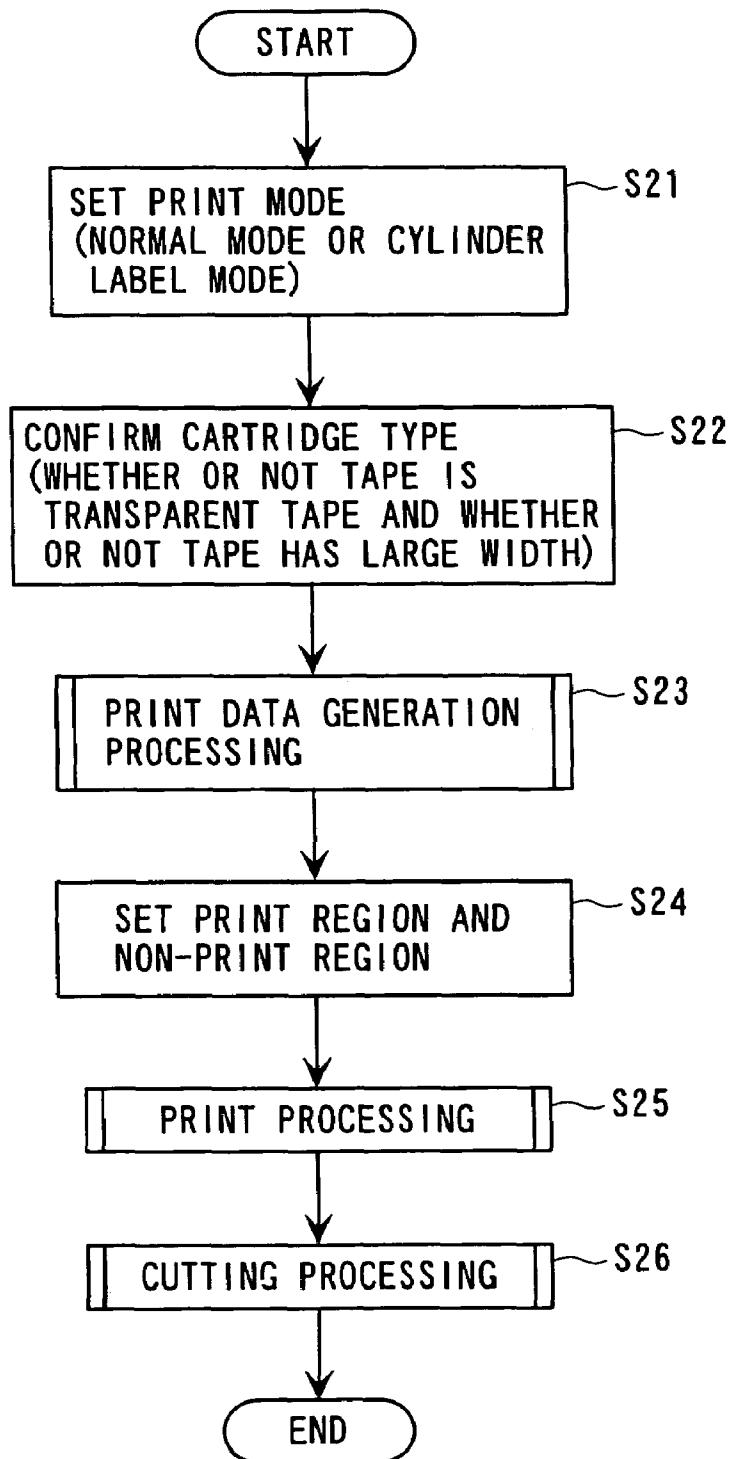 START
S21
SET PRINT MODE
(NORMAL MODE OR CYLINDER
LABEL MODE)
S22
CONFIRM CARTRIDGE TYPE
(WHETHER OR NOT TAPE IS
TRANSPARENT TAPE AND WHETHER
OR NOT TAPE HAS LARGE WIDTH)
S23
PRINT DATA GENERATION
PROCESSING
S24
SET PRINT REGION AND
NON-PRINT REGION
S25
PRINT PROCESSING
S26
CUTTING PROCESSING
END